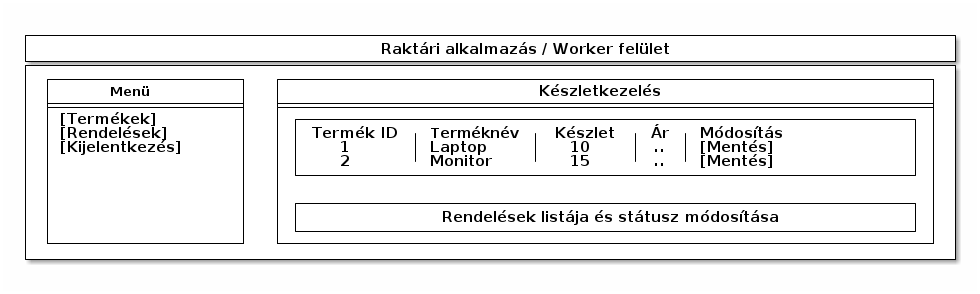 Raktári alkalmazás / Worker felület
Menü
[Termékek]
[Rendelések]
[Kijelentkezés]
Készletkezelés
Termék ID Terméknév Készlet Ár Módosítás
1 Laptop 10 .. [Mentés]
2 Monitor 15 .. [Mentés]
Rendelések listája és státusz módosítása